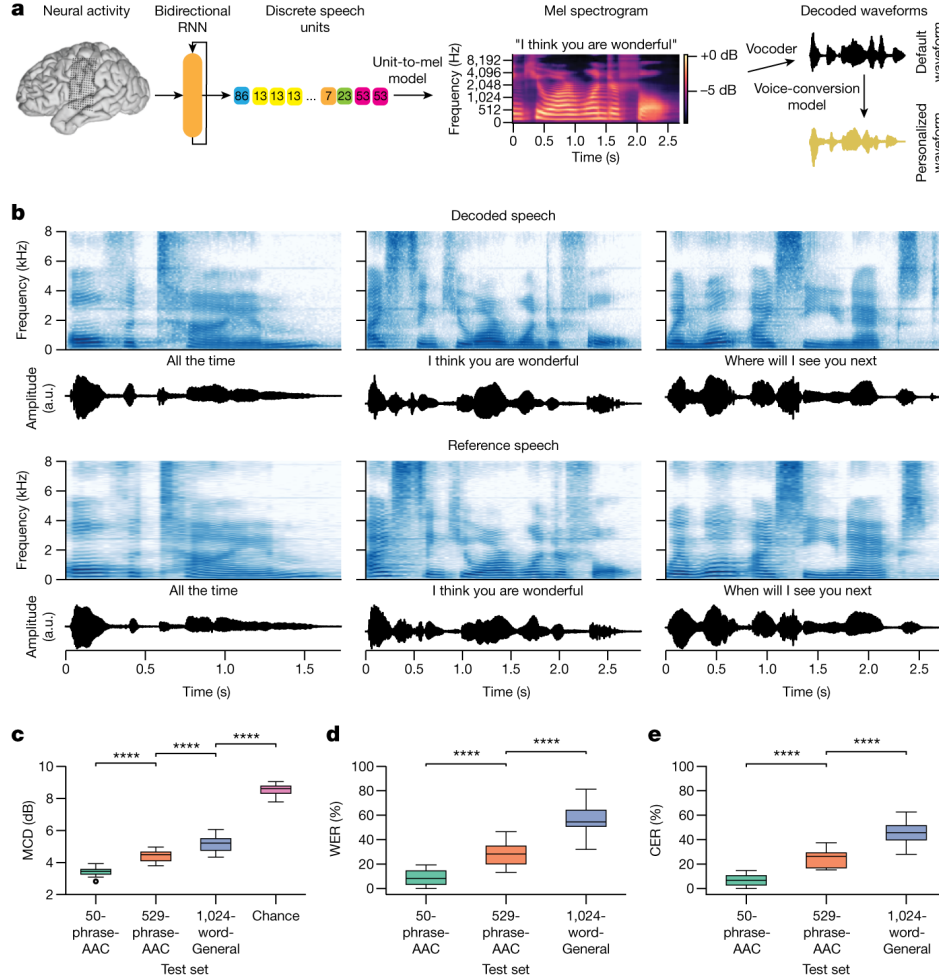 a
Neural activity
Bidirectional
RNN
Discrete speech
units
Mel spectrogram
Decoded waveforms
"I think you are wonderful"
86 13 13 13 ... 7 23 53 53
Unit-to-mel
model
Frequency (Hz)
8,192
4,096
2,048
1,024
512
0
0 0.5 1.0 1.5 2.0 2.5
Time (s)
+0 dB
−5 dB
Vocoder
Voice-conversion
model
Default
waveform
Personalized
waveform
b
Decoded speech
Frequency (kHz)
8
6
4
2
0
All the time
I think you are wonderful
Where will I see you next
Amplitude
(a.u.)
Reference speech
Frequency (kHz)
8
6
4
2
0
All the time
I think you are wonderful
When will I see you next
Amplitude
(a.u.)
0 0.5 1.0 1.5
Time (s)
0 0.5 1.0 1.5 2.0 2.5
Time (s)
0 0.5 1.0 1.5 2.0 2.5
Time (s)
c
**** **** ****
MCD (dB)
10
8
6
4
2
50-
phrase-
AAC
529-
phrase-
AAC
1,024-
word-
General
Chance
Test set
d
**** ****
WER (%)
100
80
60
40
20
0
50-
phrase-
AAC
529-
phrase-
AAC
1,024-
word-
General
Test set
e
**** ****
CER (%)
100
80
60
40
20
0
50-
phrase-
AAC
529-
phrase-
AAC
1,024-
word-
General
Test set